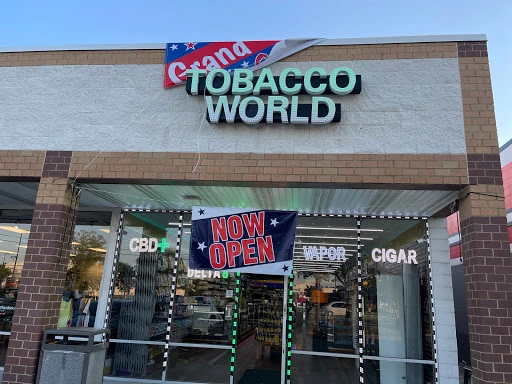 Grand
TOBACCO
WORLD
NOW
OPEN
CBD+
DELTA 8
VAPOR
CIGAR